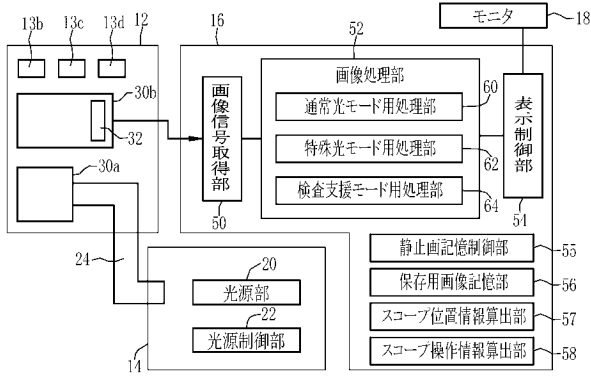 モニタ
18
13b 13c 13d 12
30b
32
30a
24
16
画像信号取得部
50
52
画像処理部
60
通常光モード用処理部
特殊光モード用処理部
62
検査支援モード用処理部
64
表示制御部
54
静止画記憶制御部
55
保存用画像記憶部
56
スコープ位置情報算出部
57
スコープ操作情報算出部
58
20
光源部
22
光源制御部
14